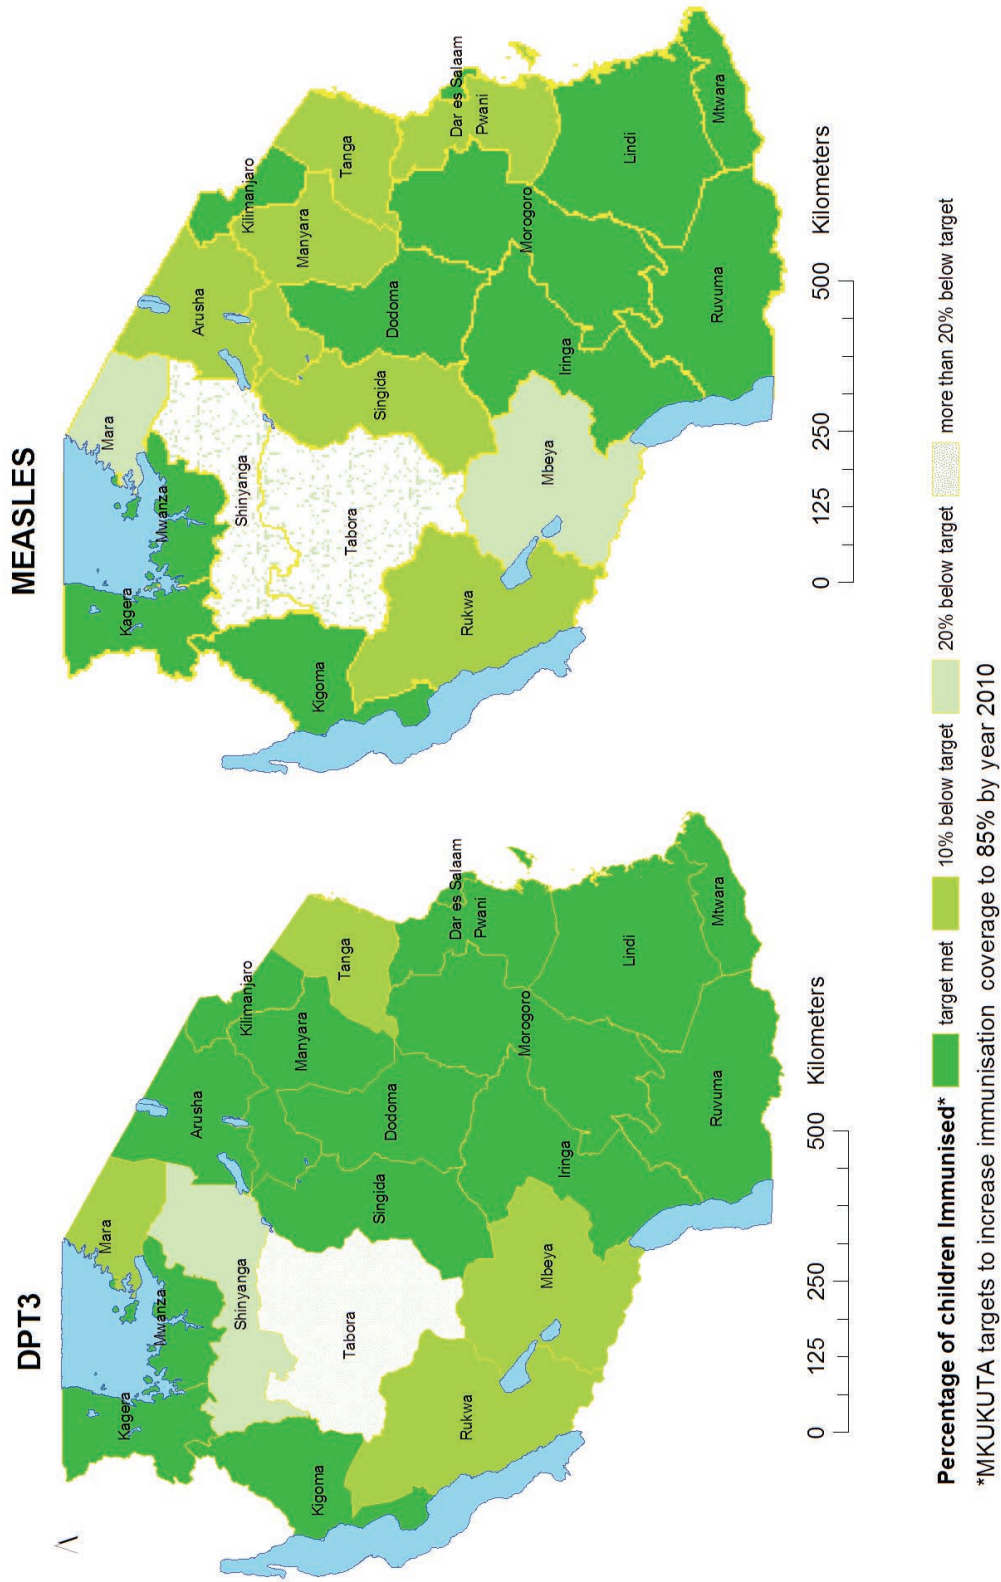 DPT3
Kagera
Mwanza
Mara
Arusha
Kilimanjaro
Shinyanga
Manyara
Tanga
Kigoma
Tabora
Singida
Dodoma
Dar es Salaam
Pwani
Rukwa
Mbeya
Iringa
Morogoro
Lindi
Ruvuma
Mtwara
0 125 250 500 Kilometers
MEASLES
Kagera
Mwanza
Mara
Arusha
Kilimanjaro
Shinyanga
Manyara
Tanga
Kigoma
Tabora
Singida
Dodoma
Dar es Salaam
Pwani
Rukwa
Mbeya
Iringa
Morogoro
Lindi
Ruvuma
Mtwara
0 125 250 500 Kilometers
Percentage of children Immunised* target met 10% below target 20% below target more than 20% below target
*MKUKUTA targets to increase immunisation coverage to 85% by year 2010